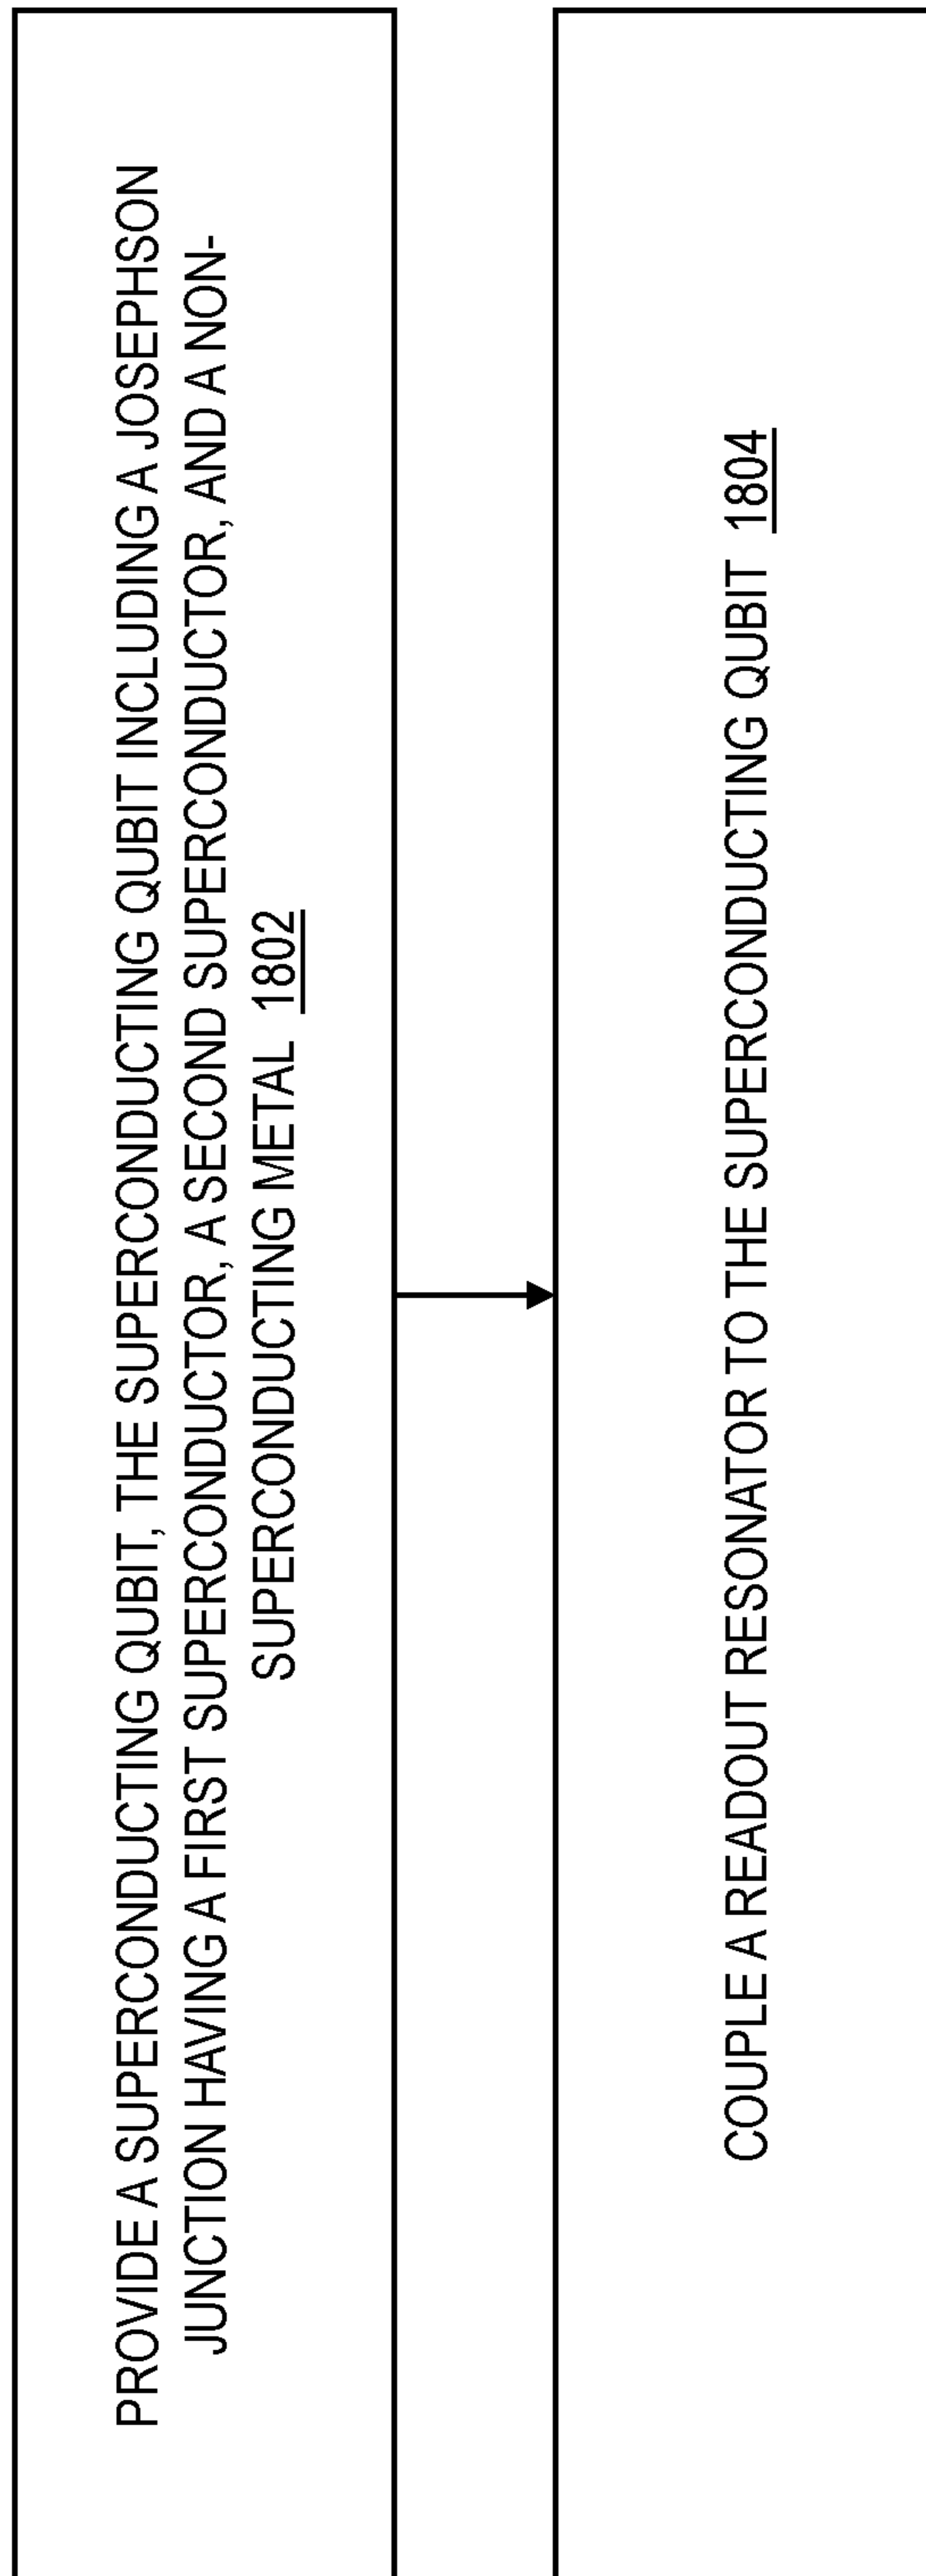 PROVIDE A SUPERCONDUCTING QUBIT, THE SUPERCONDUCTING QUBIT INCLUDING A JOSEPHSON
JUNCTION HAVING A FIRST SUPERCONDUCTOR, A SECOND SUPERCONDUCTOR, AND A NON-
SUPERCONDUCTING METAL 1802
COUPLE A READOUT RESONATOR TO THE SUPERCONDUCTING QUBIT 1804